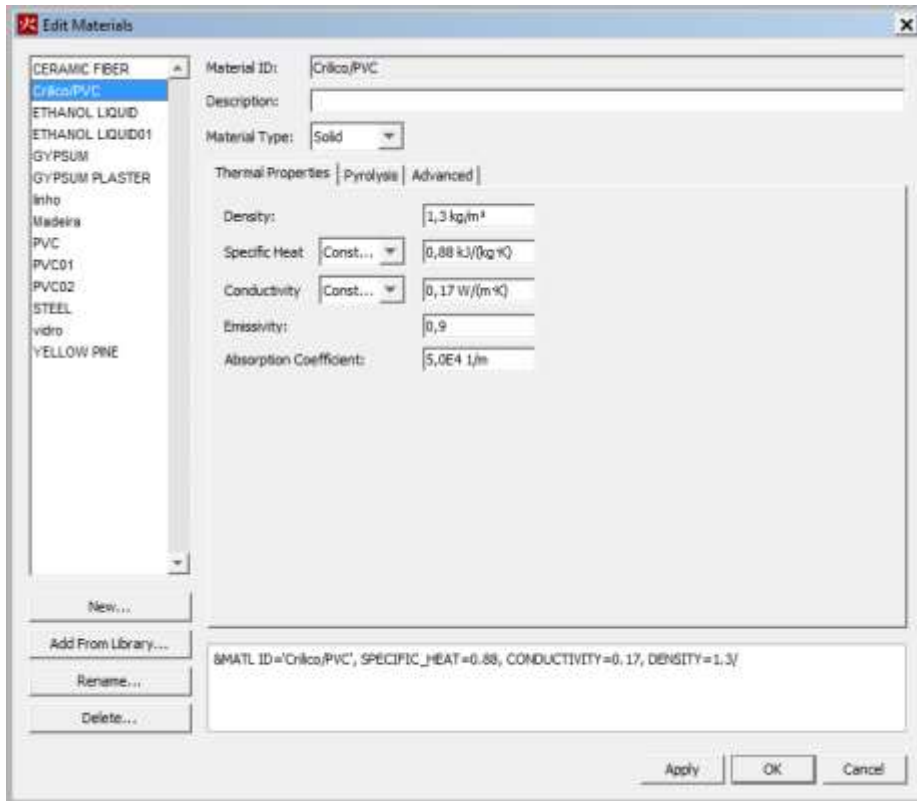 Edit Materials
CERAMIC FIBER
Crilico/PVC
ETHANOL LIQUID
ETHANOL LIQUID01
GYPSUM
GYPSUM PLASTER
linho
Madeira
PVC
PVC01
PVC02
STEEL
vidro
YELLOW PINE
New...
Add From Library...
Rename...
Delete...
Material ID: Crilico/PVC
Description:
Material Type: Solid
Thermal Properties Pyrolysis Advanced
Density: 1,3 kg/m³
Specific Heat Const... 0,88 kJ/(kg·K)
Conductivity Const... 0,17 W/(m·K)
Emissivity: 0,9
Absorption Coefficient: 5,0E4 1/m
&MATL ID='Crilico/PVC', SPECIFIC_HEAT=0.88, CONDUCTIVITY=0.17, DENSITY=1.3/
Apply OK Cancel